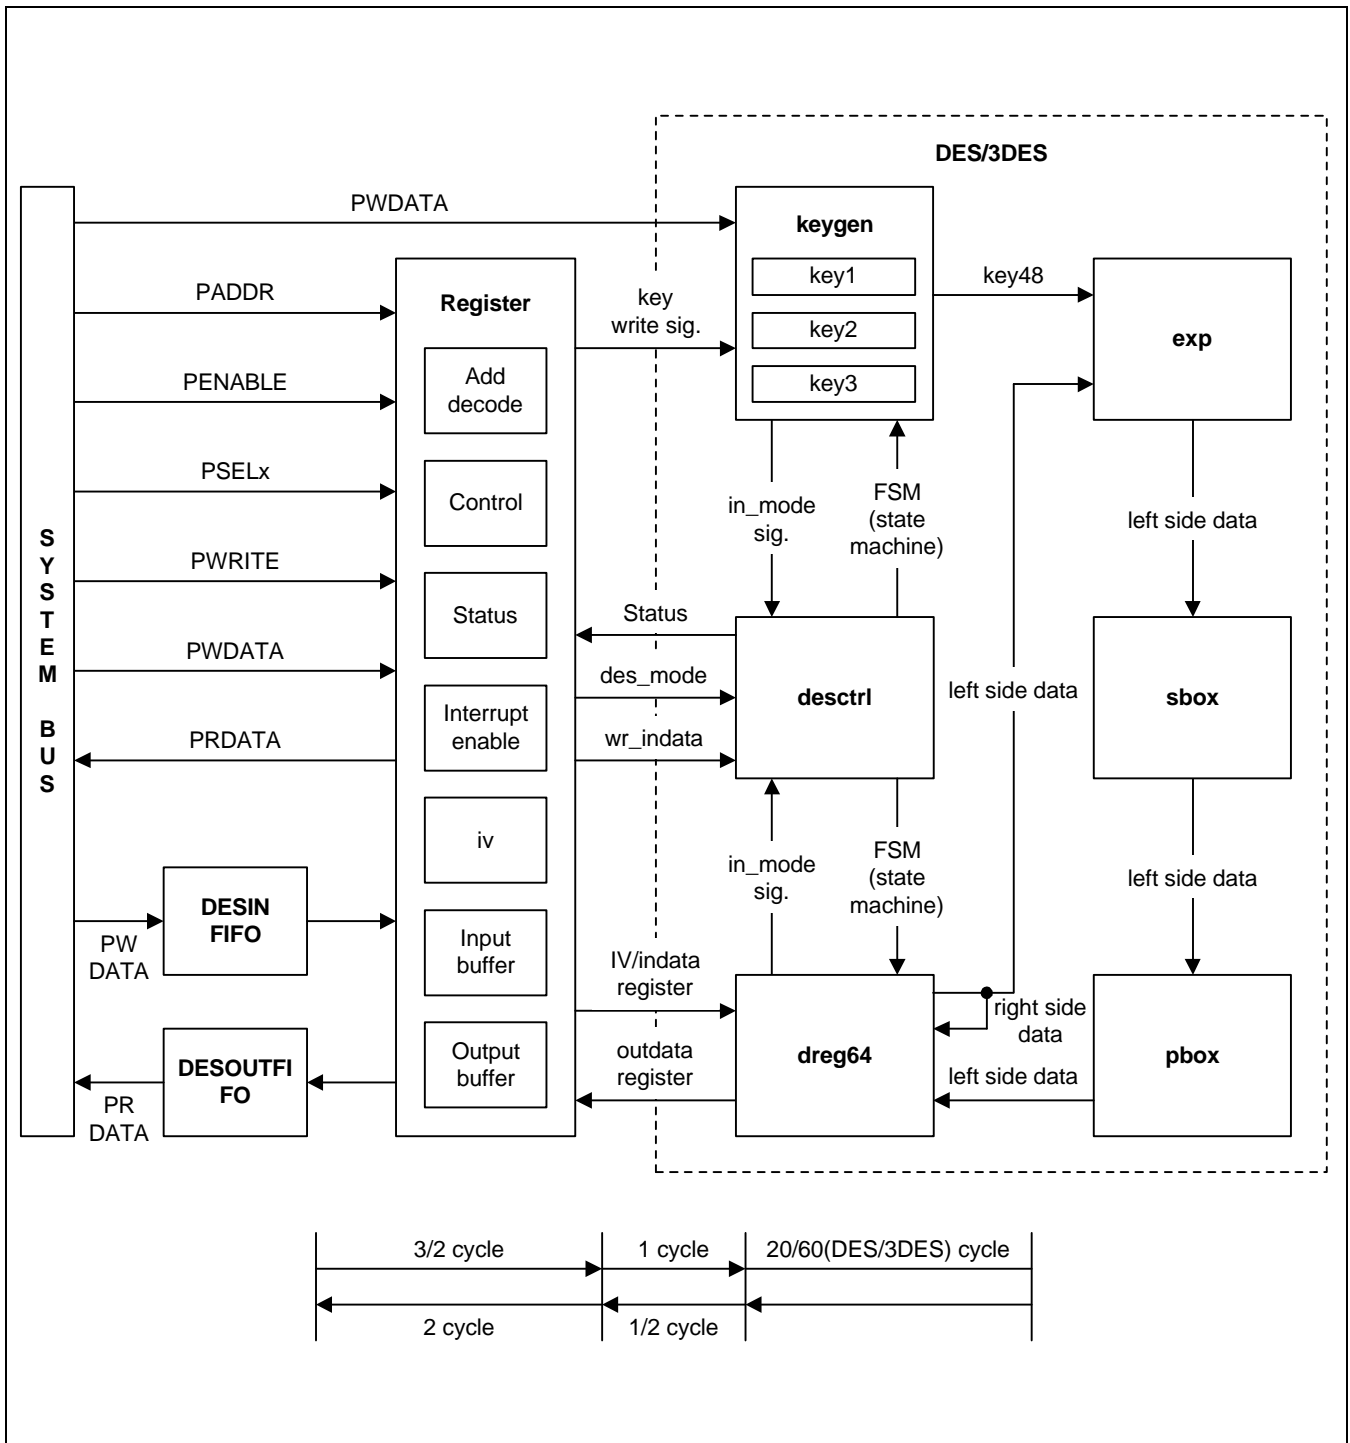 DES/3DES
SYSTEM BUS
PWDATA
PADDR
PENABLE
PSELx
PWRITE
PWDATA
PRDATA
PW
DATA
DESIN
FIFO
PR
DATA
DESOUTFI
FO
Register
Add
decode
Control
Status
Interrupt
enable
iv
Input
buffer
Output
buffer
key
write sig.
Status
des_mode
wr_indata
IV/indata
register
outdata
register
keygen
key1
key2
key3
in_mode
sig.
FSM
(state
machine)
desctrl
in_mode
sig.
FSM
(state
machine)
dreg64
key48
exp
left side data
left side data
sbox
left side data
right side
data
left side data
pbox
3/2 cycle
1 cycle
20/60(DES/3DES) cycle
2 cycle
1/2 cycle